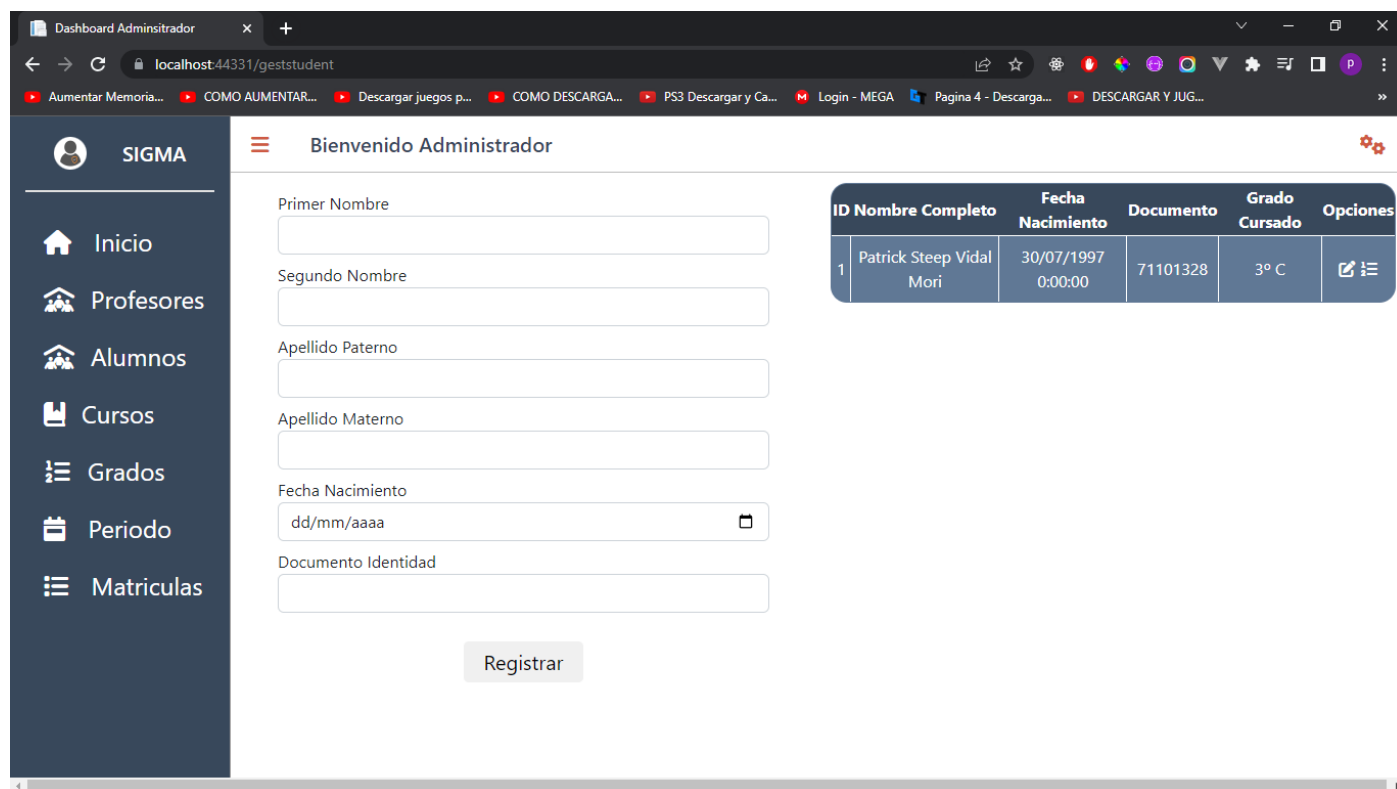 Dashboard Adminsitrador
localhost:44331/geststudent
P
Aumentar Memoria... COMO AUMENTAR... Descargar juegos p... COMO DESCARGA... PS3 Descargar y Ca... M Login - MEGA Pagina 4 - Descarga... DESCARGAR Y JUG... »
SIGMA
Bienvenido Administrador
Inicio
Profesores
Alumnos
Cursos
Grados
Periodo
Matriculas
Primer Nombre
Segundo Nombre
Apellido Paterno
Apellido Materno
Fecha Nacimiento
dd/mm/aaaa
Documento Identidad
Registrar
ID Nombre Completo Fecha Nacimiento Documento Grado Cursado Opciones
1 Patrick Steep Vidal Mori 30/07/1997 0:00:00 71101328 3º C